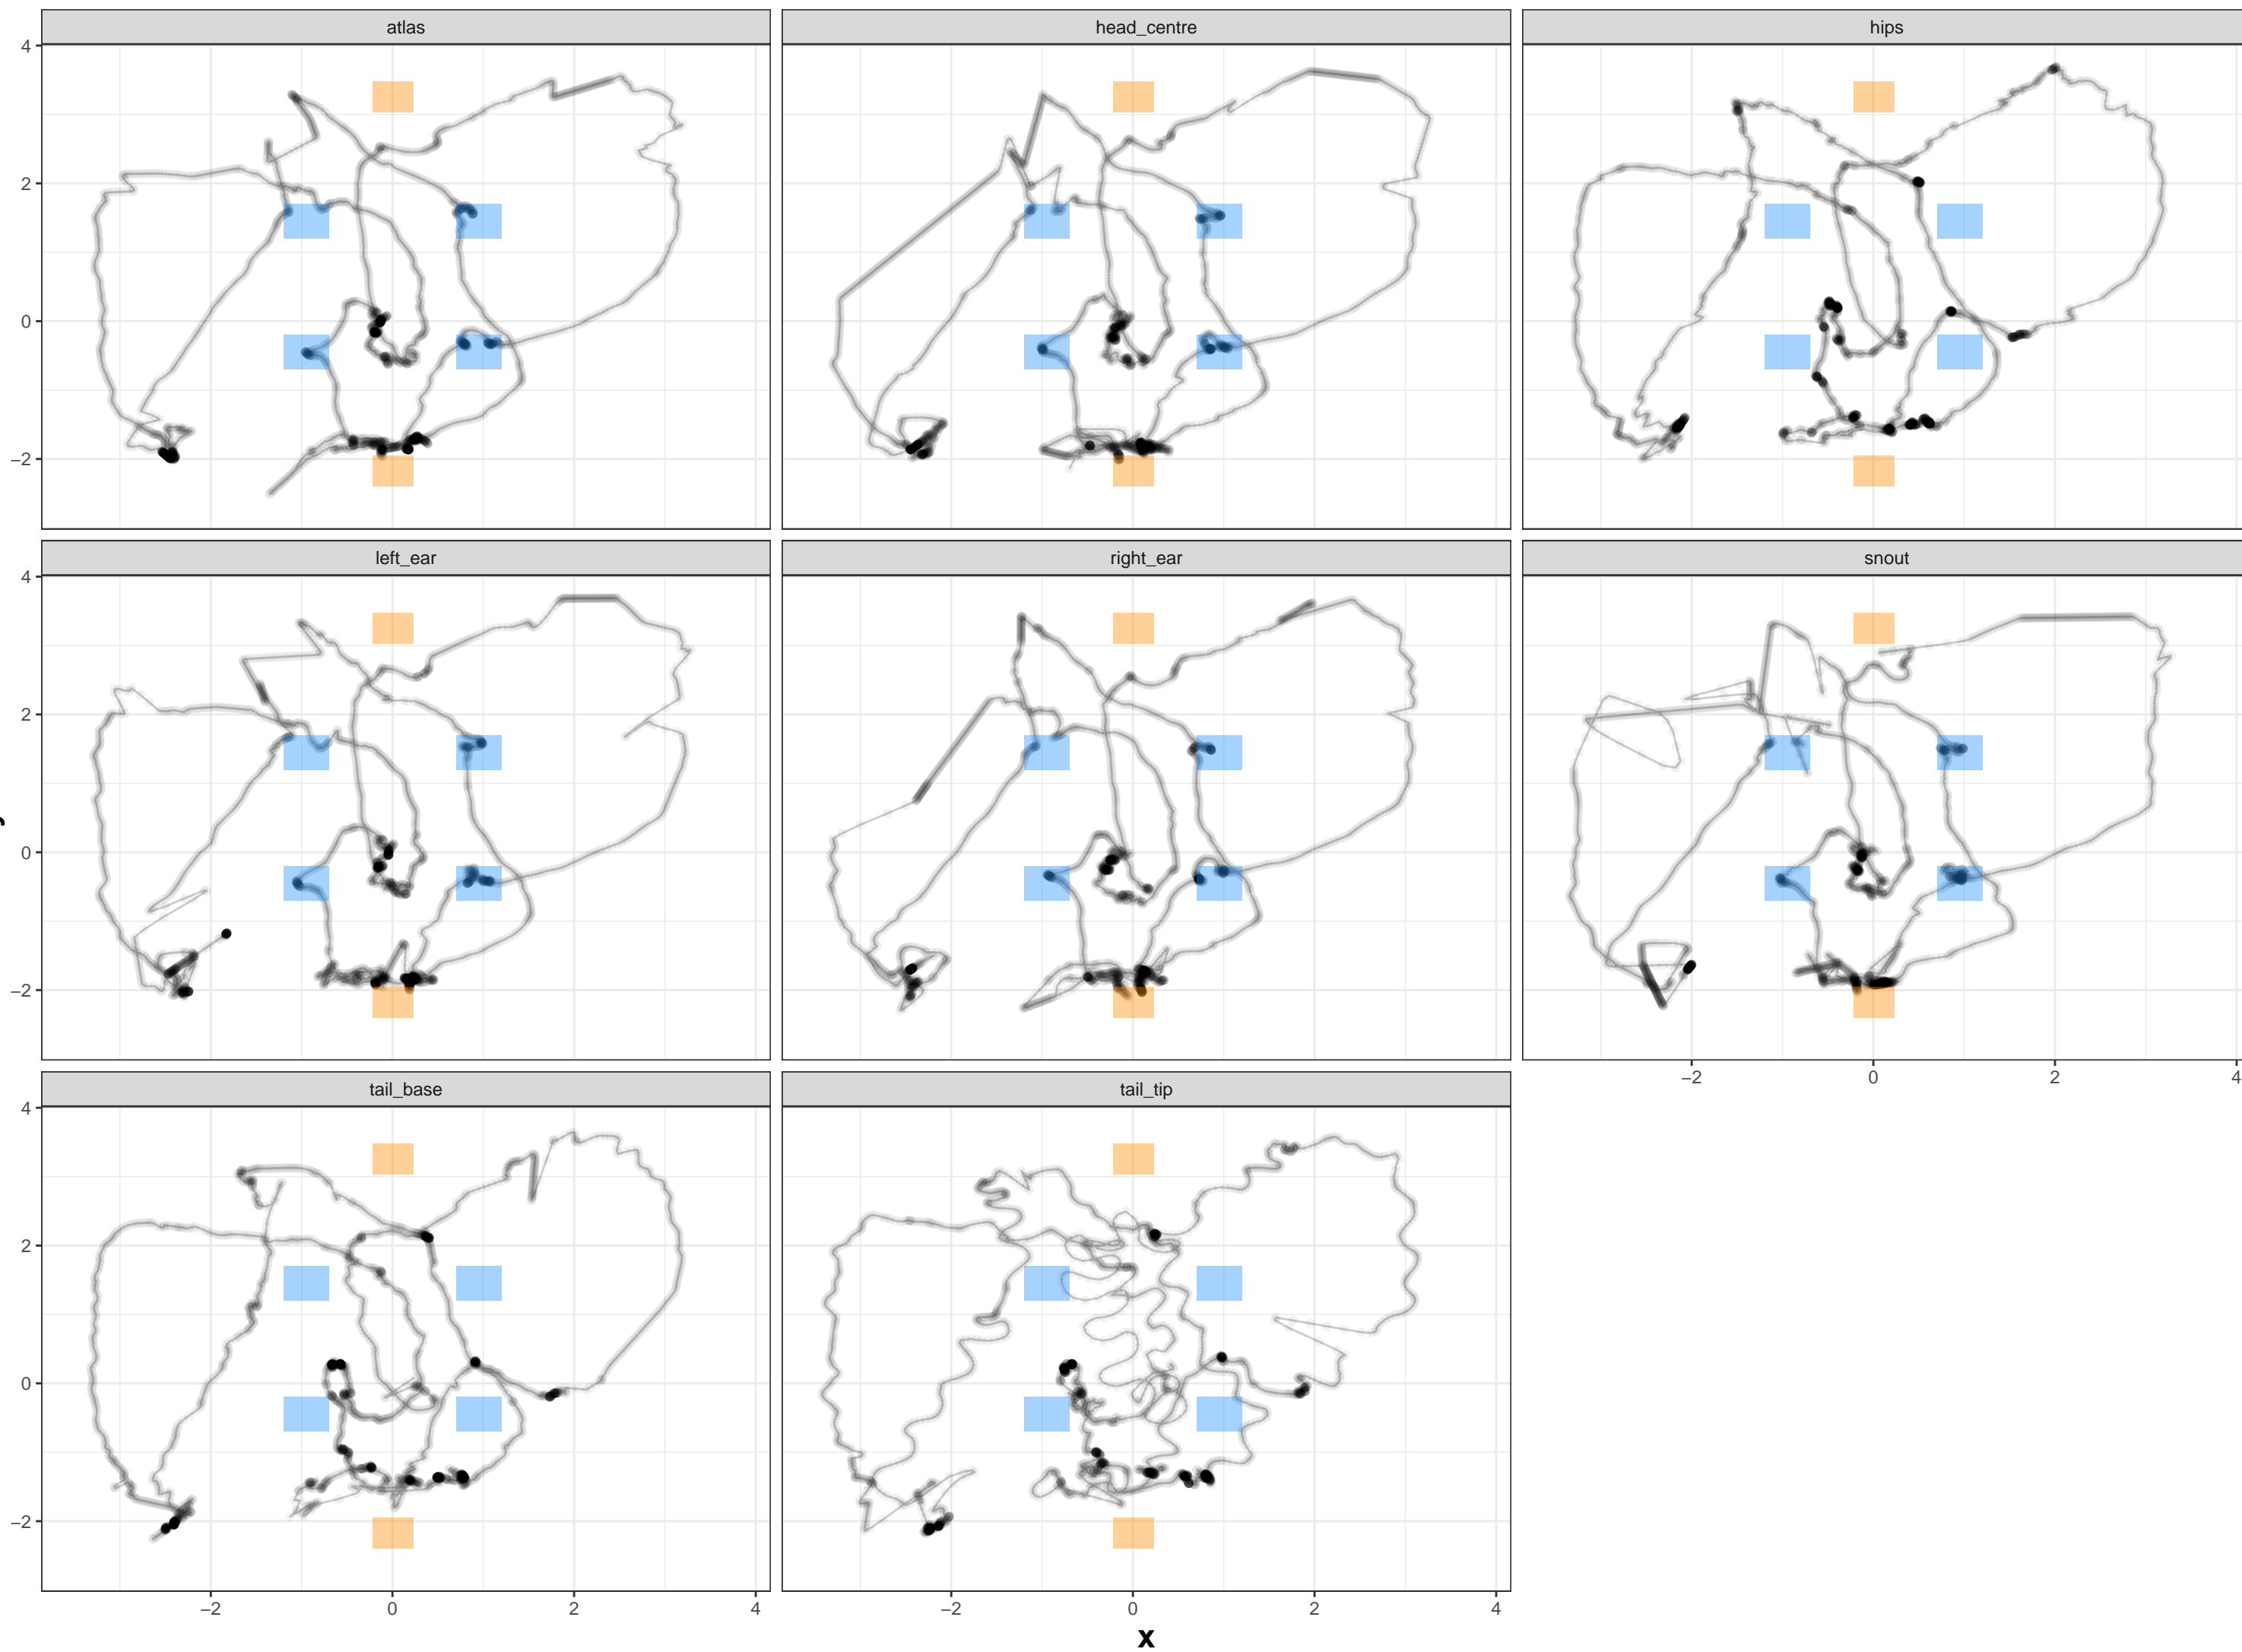 atlas head_centre hips
4
2
0
−2
left_ear right_ear snout
4
2
0
−2
−2 0 2 4
tail_base tail_tip
4
2
0
−2
−2 0 2 4 −2 0 2 4
x